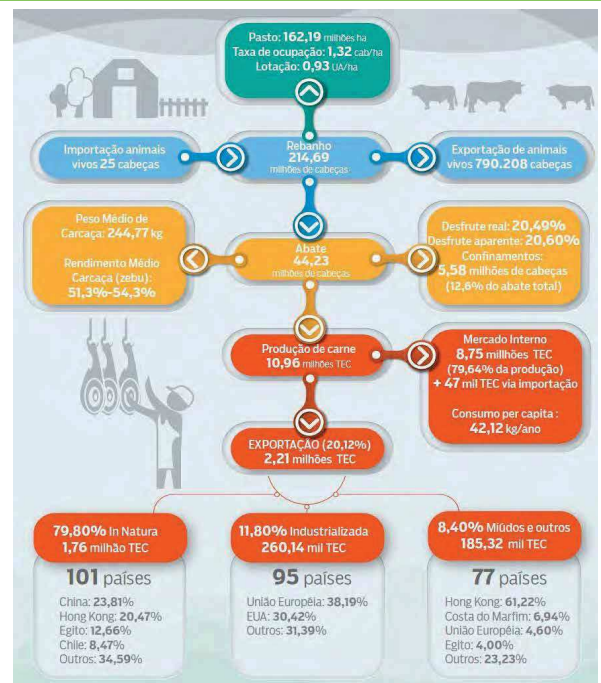 Pasto: 162,19 milhões ha
Taxa de ocupação: 1,32 cab/ha
Lotação: 0,93 UA/ha
Importação animais
vivos 25 cabeças
Rebanho
214,69
milhões de cabeças
Exportação de animais
vivos 790.208 cabeças
Peso Médio de
Carcaça: 244,77 kg
Rendimento Médio
Carcaça (zebu):
51,3%-54,3%
Abate
44,23
milhões de cabeças
Desfrute real: 20,49%
Desfrute aparente: 20,60%
Confinamentos:
5,58 milhões de cabeças
(12,6% do abate total)
Produção de carne
10,96 milhões TEC
Mercado Interno
8,75 millhões TEC
(79,64% da produção)
+ 47 mil TEC via importação
Consumo per capita :
42,12 kg/ano
EXPORTAÇÃO (20,12%)
2,21 milhões TEC
79,80% In Natura
1,76 milhão TEC
101 países
China: 23,81%
Hong Kong: 20,47%
Egito: 12,66%
Chile: 8,47%
Outros: 34,59%
11,80% Industrializada
260,14 mil TEC
95 países
União Européia: 38,19%
EUA: 30,42%
Outros: 31,39%
8,40% Miúdos e outros
185,32 mil TEC
77 países
Hong Kong: 61,22%
Costa do Marfim: 6,94%
União Européia: 4,60%
Egito: 4,00%
Outros: 23,23%